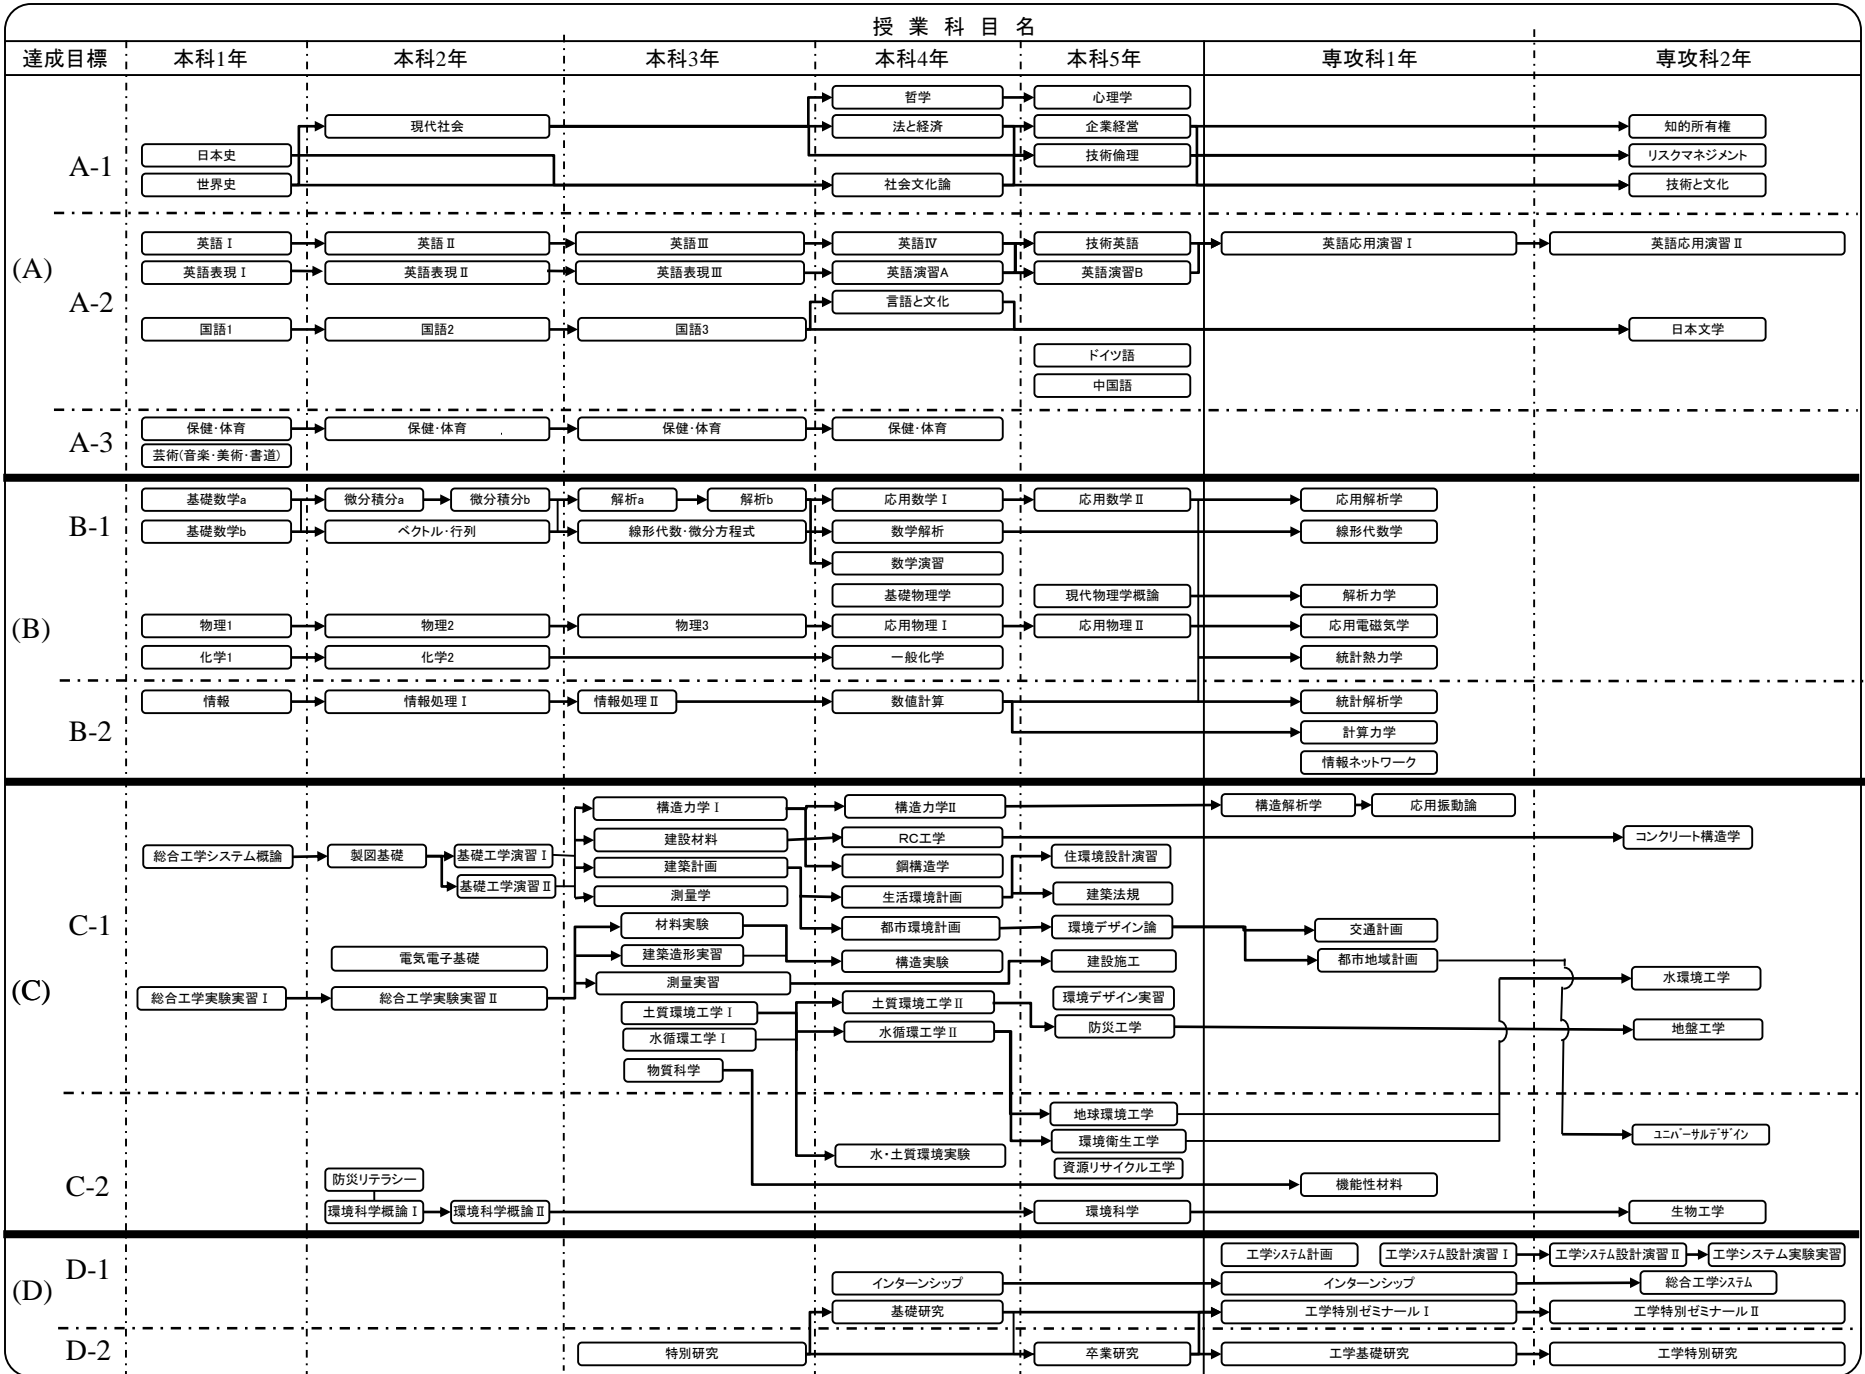 授 業 科 目 名
達成目標 本科1年 本科2年 本科3年 本科4年 本科5年 専攻科1年 専攻科2年
哲学 心理学
現代社会 法と経済 企業経営 知的所有権
日本史 技術倫理 リスクマネジメント
A-1
世界史 社会文化論 技術と文化
英語Ⅰ 英語Ⅱ 英語Ⅲ 英語Ⅳ 技術英語 英語応用演習Ⅰ 英語応用演習Ⅱ
(A)
英語表現Ⅰ 英語表現Ⅱ 英語表現Ⅲ 英語演習A 英語演習B
A-2
言語と文化
国語1 国語2 国語3 日本文学
ドイツ語
中国語
保健・体育 保健・体育 保健・体育 保健・体育
A-3
芸術(音楽・美術・書道)
基礎数学a 微分積分a 微分積分b 解析a 解析b 応用数学Ⅰ 応用数学Ⅱ 応用解析学
B-1
基礎数学b ベクトル・行列 線形代数・微分方程式 数学解析 線形代数学
数学演習
基礎物理学 現代物理学概論 解析力学
(B)
物理1 物理2 物理3 応用物理Ⅰ 応用物理Ⅱ 応用電磁気学
化学1 化学2 一般化学 統計熱力学
情報 情報処理Ⅰ 情報処理Ⅱ 数値計算 統計解析学
B-2
計算力学
情報ネットワーク
構造力学Ⅰ 構造力学Ⅱ 構造解析学 応用振動論
建設材料 RC工学 コンクリート構造学
総合工学システム概論 製図基礎 基礎工学演習Ⅰ 住環境設計演習
建築計画 鋼構造学
基礎工学演習Ⅱ 測量学 生活環境計画 建築法規
C-1
材料実験 都市環境計画 環境デザイン論 交通計画
電気電子基礎 建築造形実習 構造実験 建設施工 都市地域計画
(C)
測量実習 水環境工学
総合工学実験実習Ⅰ 総合工学実験実習Ⅱ 土質環境工学Ⅱ 環境デザイン実習
土質環境工学Ⅰ
水循環工学Ⅰ 水循環工学Ⅱ 防災工学 地盤工学
物質科学
地球環境工学
環境衛生工学 ユニバーサルデザイン
水・土質環境実験
資源リサイクル工学
防災リテラシー
C-2
機能性材料
環境科学概論Ⅰ 環境科学概論Ⅱ 環境科学 生物工学
工学システム計画 工学システム設計演習Ⅰ 工学システム設計演習Ⅱ 工学システム実験実習
D-1
インターンシップ インターンシップ 総合工学システム
(D)
基礎研究 工学特別ゼミナールⅠ 工学特別ゼミナールⅡ
D-2
特別研究 卒業研究 工学基礎研究 工学特別研究